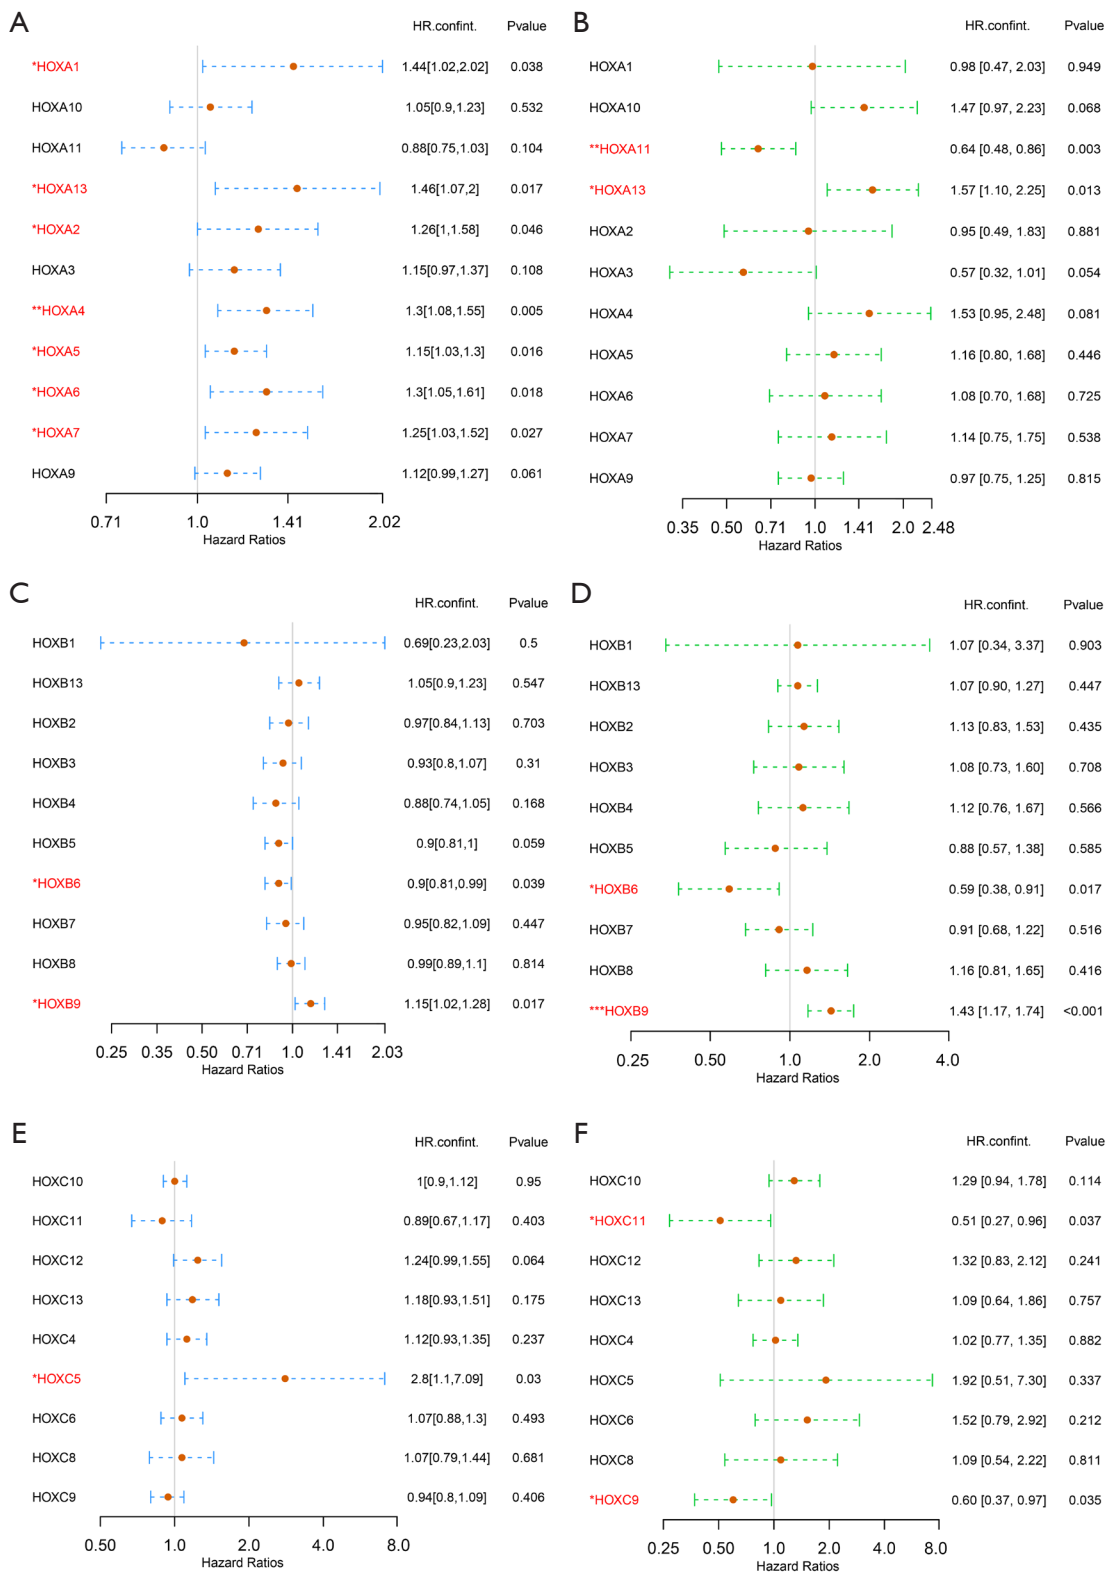 A
HR.confint. Pvalue
*HOXA1 1.44[1.02,2.02] 0.038
HOXA10 1.05[0.9,1.23] 0.532
HOXA11 0.88[0.75,1.03] 0.104
*HOXA13 1.46[1.07,2] 0.017
*HOXA2 1.26[1,1.58] 0.046
HOXA3 1.15[0.97,1.37] 0.108
**HOXA4 1.3[1.08,1.55] 0.005
*HOXA5 1.15[1.03,1.3] 0.016
*HOXA6 1.3[1.05,1.61] 0.018
*HOXA7 1.25[1.03,1.52] 0.027
HOXA9 1.12[0.99,1.27] 0.061
0.71 1.0 1.41 2.02
Hazard Ratios
B
HR.confint. Pvalue
HOXA1 0.98 [0.47, 2.03] 0.949
HOXA10 1.47 [0.97, 2.23] 0.068
**HOXA11 0.64 [0.48, 0.86] 0.003
*HOXA13 1.57 [1.10, 2.25] 0.013
HOXA2 0.95 [0.49, 1.83] 0.881
HOXA3 0.57 [0.32, 1.01] 0.054
HOXA4 1.53 [0.95, 2.48] 0.081
HOXA5 1.16 [0.80, 1.68] 0.446
HOXA6 1.08 [0.70, 1.68] 0.725
HOXA7 1.14 [0.75, 1.75] 0.538
HOXA9 0.97 [0.75, 1.25] 0.815
0.35 0.50 0.71 1.0 1.41 2.0 2.48
Hazard Ratios
C
HR.confint. Pvalue
HOXB1 0.69[0.23,2.03] 0.5
HOXB13 1.05[0.9,1.23] 0.547
HOXB2 0.97[0.84,1.13] 0.703
HOXB3 0.93[0.8,1.07] 0.31
HOXB4 0.88[0.74,1.05] 0.168
HOXB5 0.9[0.81,1] 0.059
*HOXB6 0.9[0.81,0.99] 0.039
HOXB7 0.95[0.82,1.09] 0.447
HOXB8 0.99[0.89,1.1] 0.814
*HOXB9 1.15[1.02,1.28] 0.017
0.25 0.35 0.50 0.71 1.0 1.41 2.03
Hazard Ratios
D
HR.confint. Pvalue
HOXB1 1.07 [0.34, 3.37] 0.903
HOXB13 1.07 [0.90, 1.27] 0.447
HOXB2 1.13 [0.83, 1.53] 0.435
HOXB3 1.08 [0.73, 1.60] 0.708
HOXB4 1.12 [0.76, 1.67] 0.566
HOXB5 0.88 [0.57, 1.38] 0.585
*HOXB6 0.59 [0.38, 0.91] 0.017
HOXB7 0.91 [0.68, 1.22] 0.516
HOXB8 1.16 [0.81, 1.65] 0.416
***HOXB9 1.43 [1.17, 1.74] <0.001
0.25 0.50 1.0 2.0 4.0
Hazard Ratios
E
HR.confint. Pvalue
HOXC10 1[0.9,1.12] 0.95
HOXC11 0.89[0.67,1.17] 0.403
HOXC12 1.24[0.99,1.55] 0.064
HOXC13 1.18[0.93,1.51] 0.175
HOXC4 1.12[0.93,1.35] 0.237
*HOXC5 2.8[1.1,7.09] 0.03
HOXC6 1.07[0.88,1.3] 0.493
HOXC8 1.07[0.79,1.44] 0.681
HOXC9 0.94[0.8,1.09] 0.406
0.50 1.0 2.0 4.0 8.0
Hazard Ratios
F
HR.confint. Pvalue
HOXC10 1.29 [0.94, 1.78] 0.114
*HOXC11 0.51 [0.27, 0.96] 0.037
HOXC12 1.32 [0.83, 2.12] 0.241
HOXC13 1.09 [0.64, 1.86] 0.757
HOXC4 1.02 [0.77, 1.35] 0.882
HOXC5 1.92 [0.51, 7.30] 0.337
HOXC6 1.52 [0.79, 2.92] 0.212
HOXC8 1.09 [0.54, 2.22] 0.811
*HOXC9 0.60 [0.37, 0.97] 0.035
0.25 0.50 1.0 2.0 4.0 8.0
Hazard Ratios